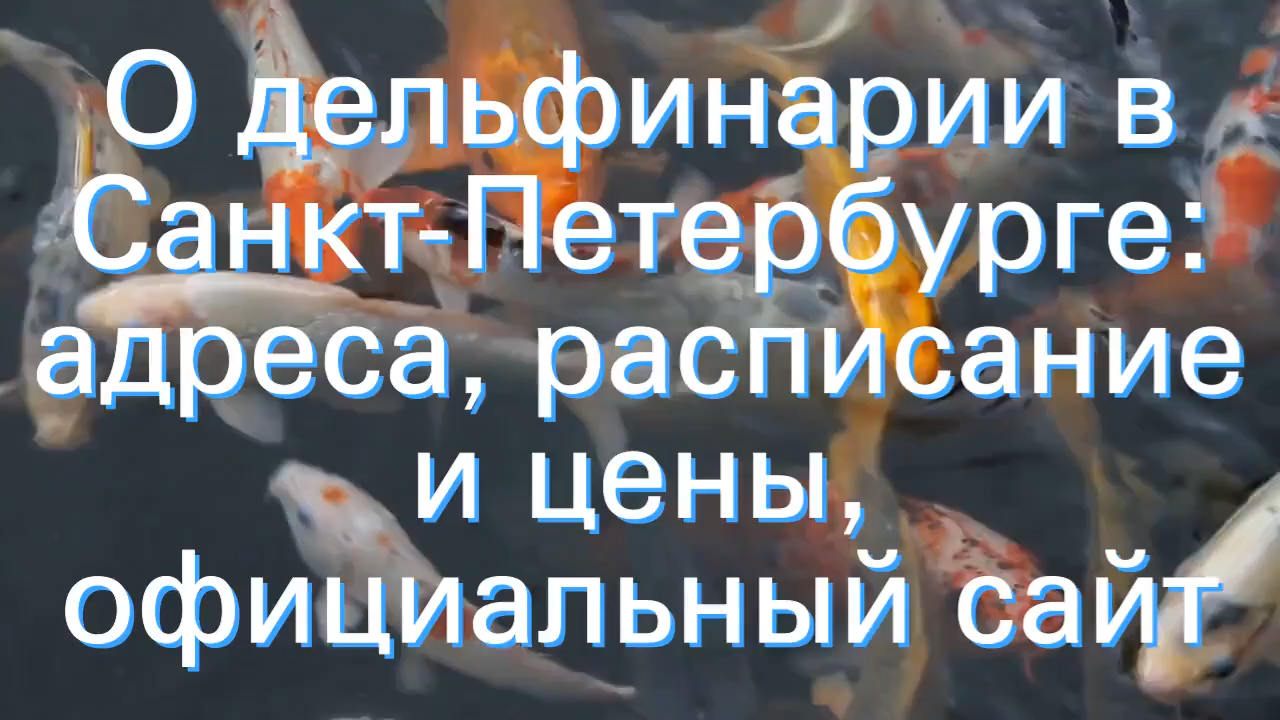 О дельфинарии в
Санкт-Петербурге:
адреса, расписание
и цены,
официальный сайт